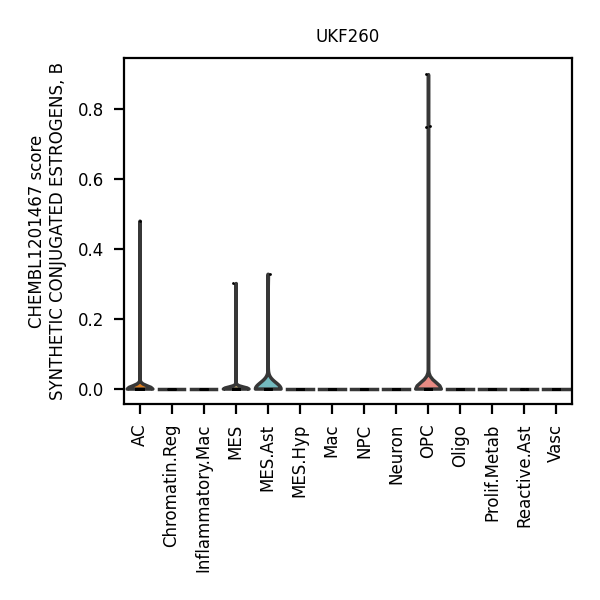 UKF260
CHEMBL1201467 score
SYNTHETIC CONJUGATED ESTROGENS, B
0.8
0.6
0.4
0.2
0.0
AC
Chromatin.Reg
Inflammatory.Mac
MES
MES.Ast
MES.Hyp
Mac
NPC
Neuron
OPC
Oligo
Prolif.Metab
Reactive.Ast
Vasc